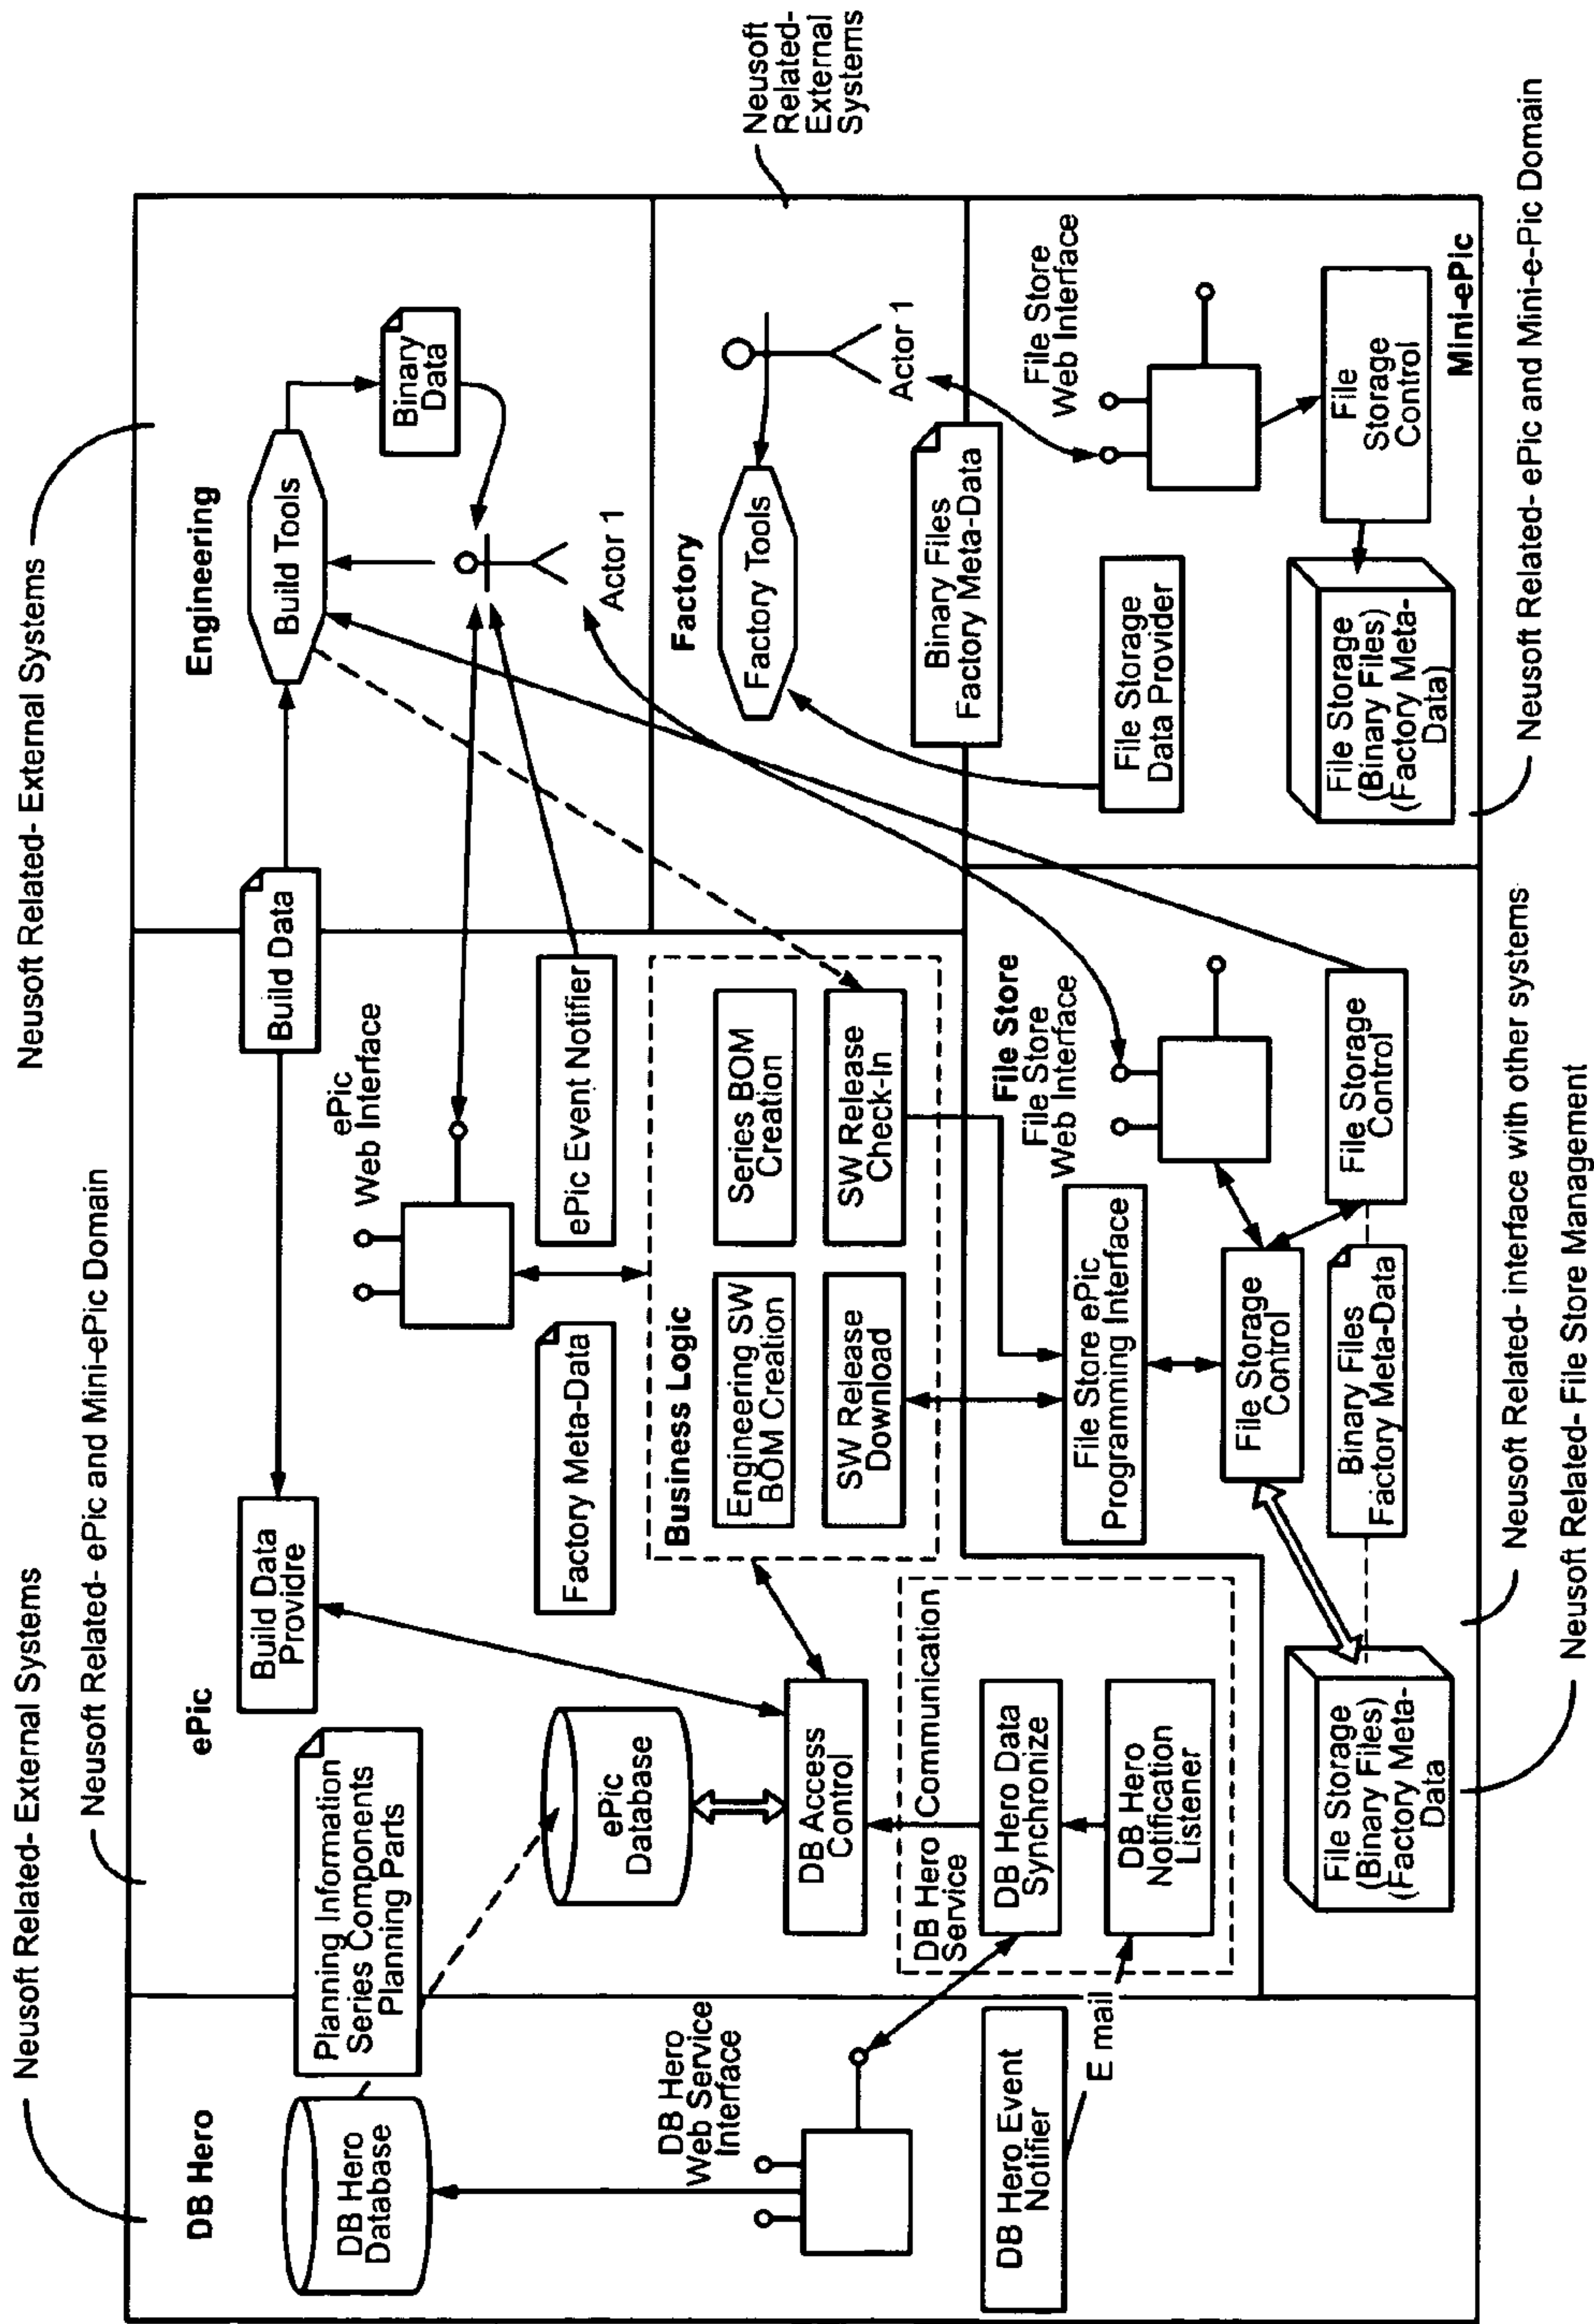 Neusoft Related- External Systems
Neusoft Related- ePic and Mini-ePic Domain
Neusoft Related- External Systems
DB Hero
DB Hero
Database
Planning Information
Series Components
Planning Parts
DB Hero
Web Service
Interface
DB Hero Event
Notifier
E mail
ePic
Build Data
Providre
Build Data
ePic
Database
ePic
Web Interface
Factory Meta-Data
ePic Event Notifier
DB Access
Control
Business Logic
Engineering SW
BOM Creation
Series BOM
Creation
SW Release
Download
SW Release
Check-In
DB Hero Communication
Service
DB Hero Data
Synchronize
DB Hero
Notification
Listener
Engineering
Build Tools
Binary
Data
Actor 1
Factory
Factory Tools
Actor 1
Neusoft
Related-
External
Systems
Binary Files
Factory Meta-Data
File Store
File Store
Web Interface
File Store ePic
Programming Interface
File Storage
Control
File Storage
Control
Binary Files
Factory Meta-Data
File Storage
(Binary Files)
(Factory Meta-
Data
File Store
Web Interface
File Storage
Data Provider
File
Storage
Control
File Storage
(Binary Files)
(Factory Meta-
Data)
Mini-ePic
Neusoft Related- ePic and Mini-e-Pic Domain
Neusoft Related- interface with other systems
Neusoft Related- File Store Management